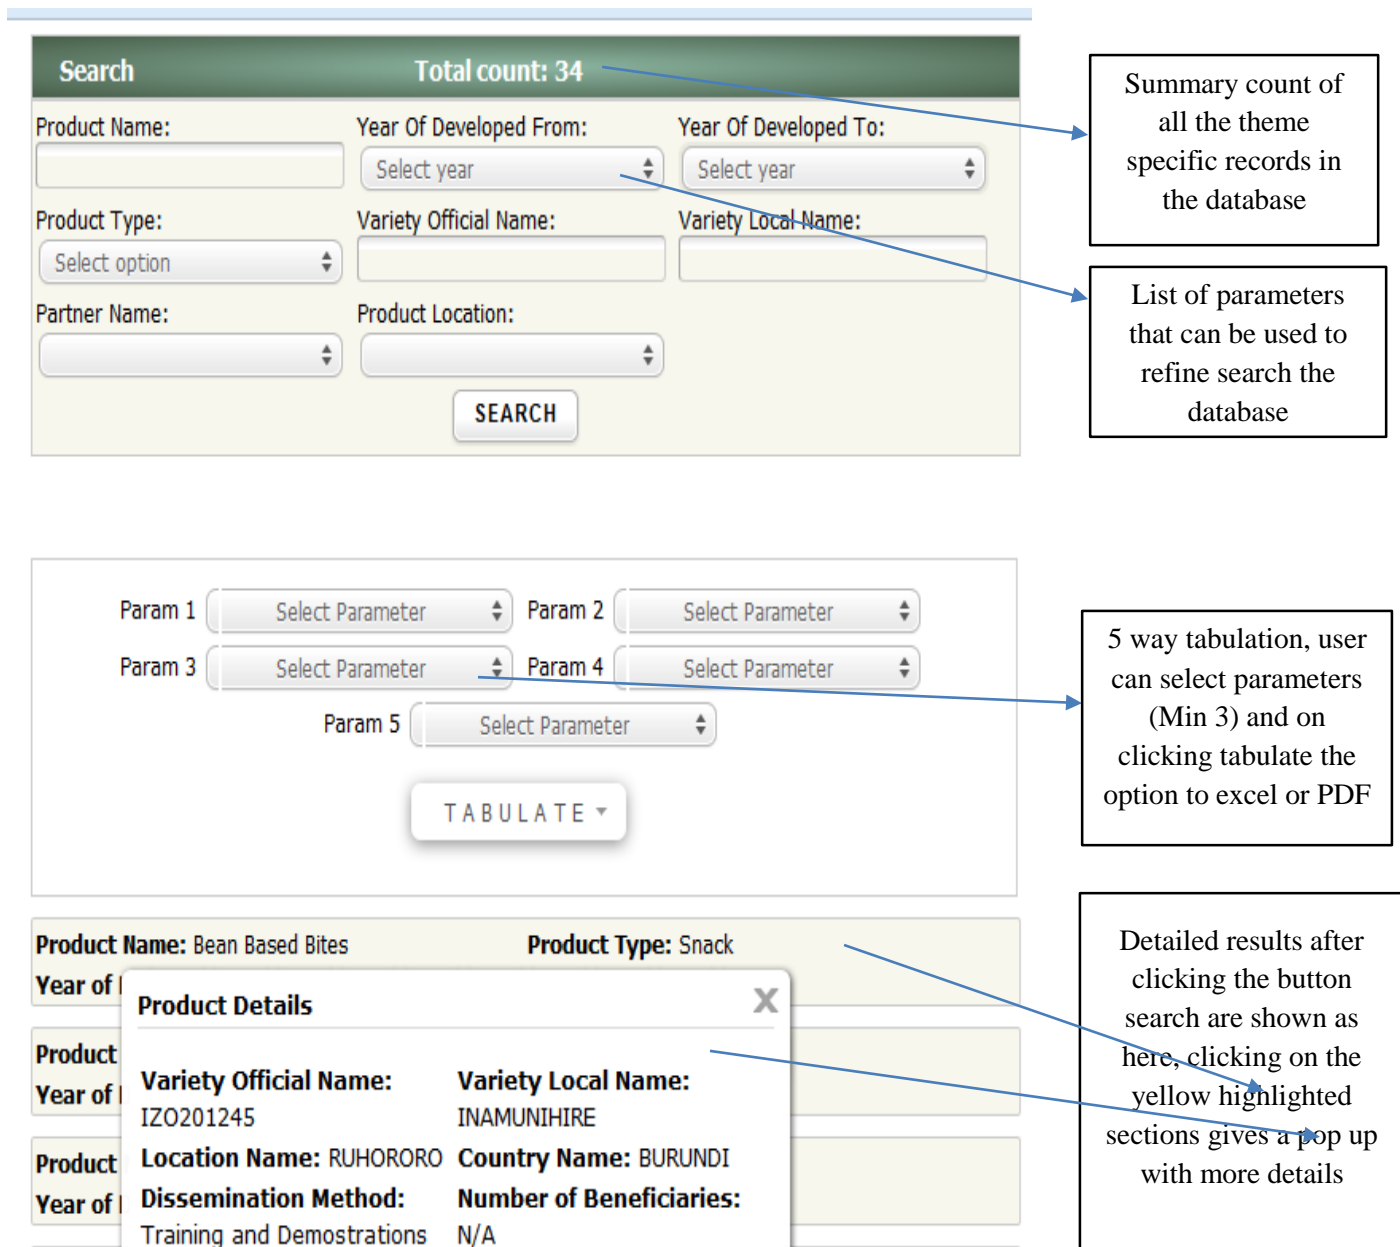 Search Total count: 34
Product Name: Year Of Developed From: Year Of Developed To:
Select year Select year
Product Type: Variety Official Name: Variety Local Name:
Select option
Partner Name: Product Location:
SEARCH
Summary count of
all the theme
specific records in
the database
List of parameters
that can be used to
refine search the
database
Param 1 Select Parameter Param 2 Select Parameter
Param 3 Select Parameter Param 4 Select Parameter
Param 5 Select Parameter
TABULATE
5 way tabulation, user
can select parameters
(Min 3) and on
clicking tabulate the
option to excel or PDF
Product Name: Bean Based Bites Product Type: Snack
Year of
Product
Year of
Product
Year of
Product Details X
Variety Official Name: Variety Local Name:
IZO201245 INAMUNIHIRE
Location Name: RUHORORO Country Name: BURUNDI
Dissemination Method: Number of Beneficiaries:
Training and Demostrations N/A
Detailed results after
clicking the button
search are shown as
here, clicking on the
yellow highlighted
sections gives a pop up
with more details